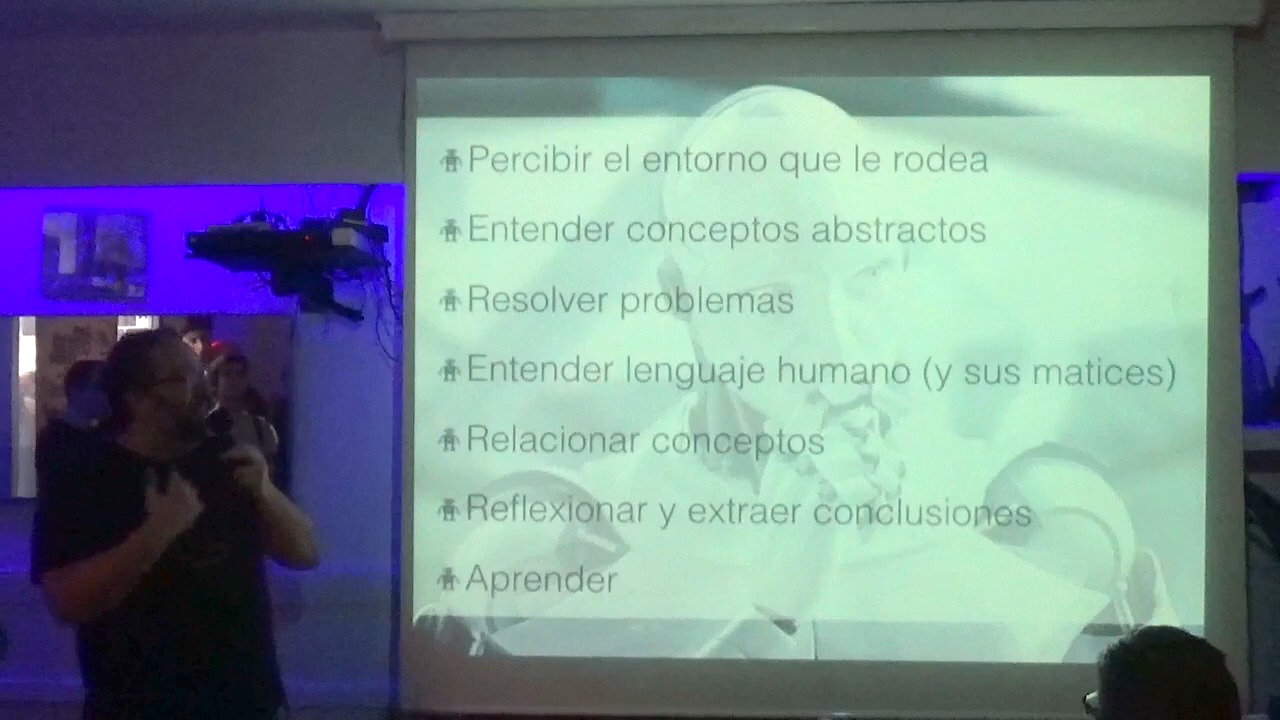 Percibir el entorno que le rodea
Entender conceptos abstractos
Resolver problemas
Entender lenguaje humano (y sus matices)
Relacionar conceptos
Reflexionar y extraer conclusiones
Aprender